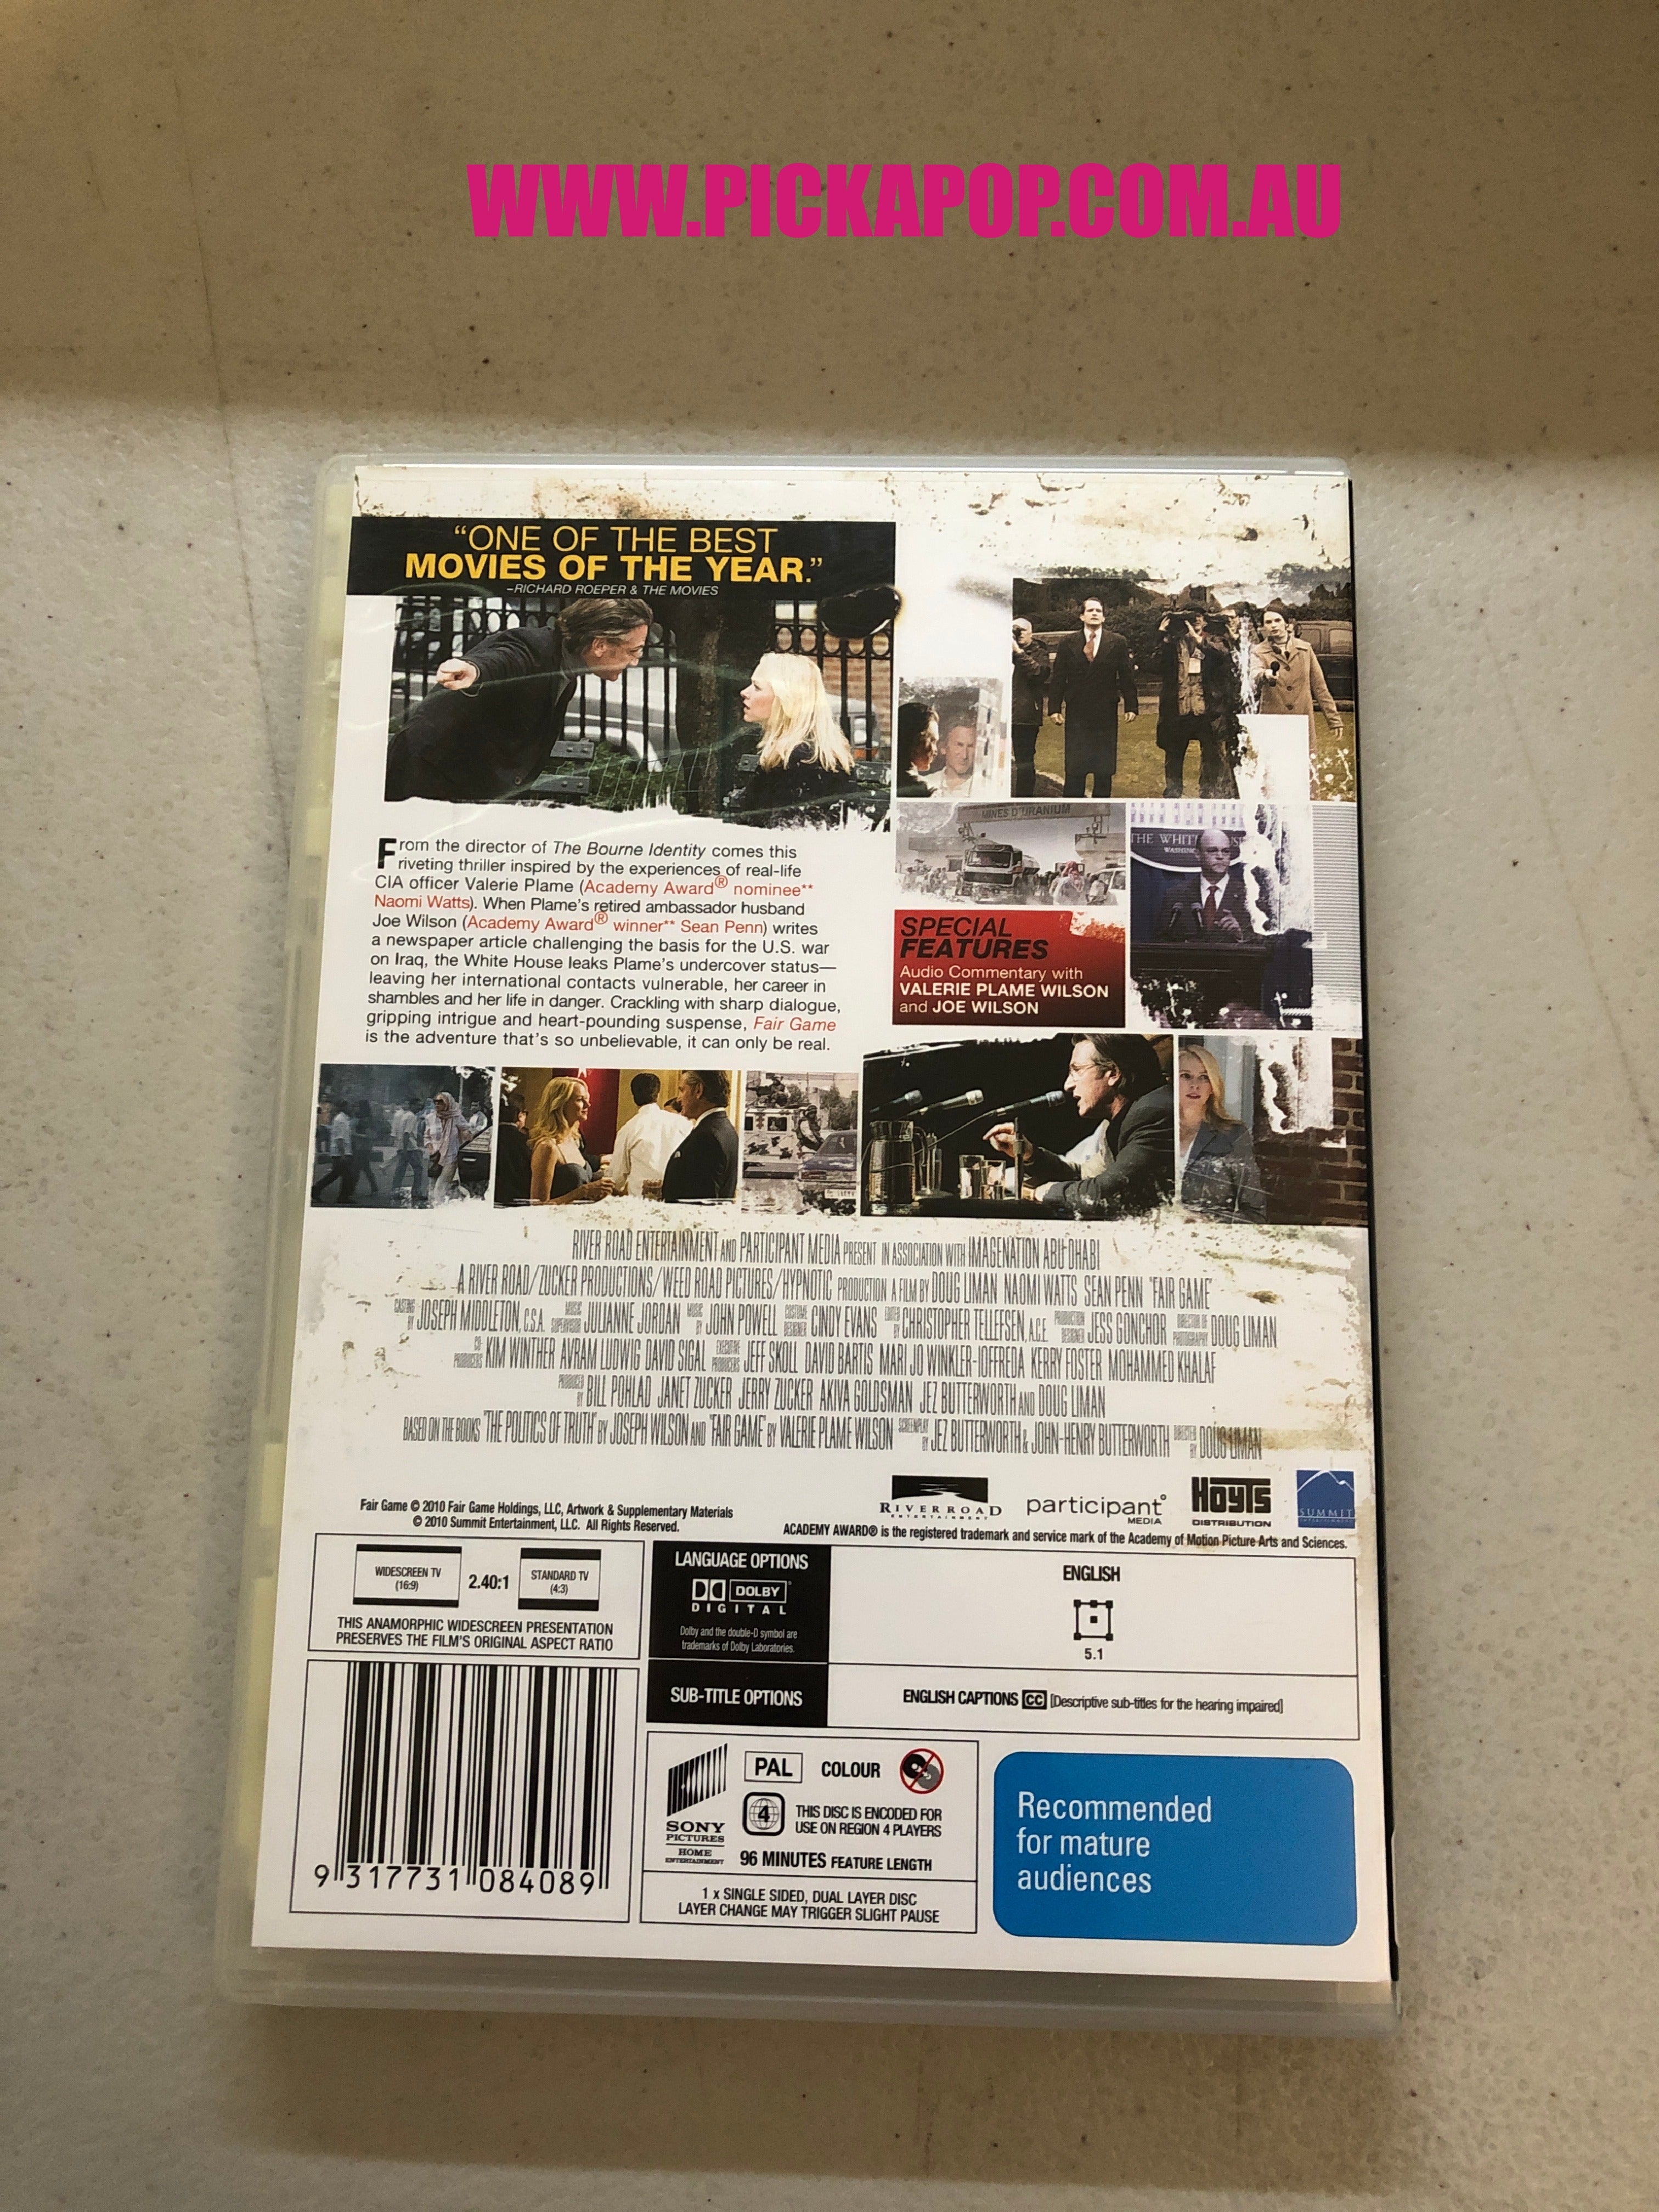 WWW.PICKAPOP.COM.AU
“ONE OF THE BEST
MOVIES OF THE YEAR.”
–RICHARD ROEPER & THE MOVIES
MINES D'URANIUM
THE WHIT
From the director of The Bourne Identity comes this
riveting thriller inspired by the experiences of real-life
CIA officer Valerie Plame (Academy Award® nominee**
Naomi Watts). When Plame's retired ambassador husband
Joe Wilson (Academy Award® winner** Sean Penn) writes
a newspaper article challenging the basis for the U.S. war
on Iraq, the White House leaks Plame's undercover status—
leaving her international contacts vulnerable, her career in
shambles and her life in danger. Crackling with sharp dialogue,
gripping intrigue and heart-pounding suspense, Fair Game
is the adventure that's so unbelievable, it can only be real.
SPECIAL
FEATURES
Audio Commentary with
VALERIE PLAME WILSON
and JOE WILSON
RIVER ROAD ENTERTAINMENT AND PARTICIPANT MEDIA PRESENT IN ASSOCIATION WITH IMAGENATION ABU DHABI
A RIVER ROAD/ZUCKER PRODUCTIONS/WEED ROAD PICTURES/HYPNOTIC PRODUCTION A FILM BY DOUG LIMAN NAOMI WATTS SEAN PENN 'FAIR GAME'
CASTING BY JOSEPH MIDDLETON, C.S.A. MUSIC SUPERVISOR JULIANNE JORDAN MUSIC BY JOHN POWELL COSTUME DESIGNER CINDY EVANS EDITED BY CHRISTOPHER TELLEFSEN, A.C.E. PRODUCTION DESIGNER JESS GONCHOR DIRECTOR OF PHOTOGRAPHY DOUG LIMAN
CO-PRODUCERS KIM WINTHER AVRAM LUDWIG DAVID SIGAL EXECUTIVE PRODUCERS JEFF SKOLL DAVID BARTIS MARI JO WINKLER-IOFFREDA KERRY FOSTER MOHAMMED KHALAF
PRODUCED BY BILL POHLAD JANET ZUCKER JERRY ZUCKER AKIVA GOLDSMAN JEZ BUTTERWORTH AND DOUG LIMAN
BASED ON THE BOOKS 'THE POLITICS OF TRUTH' BY JOSEPH WILSON AND 'FAIR GAME' BY VALERIE PLAME WILSON SCREENPLAY BY JEZ BUTTERWORTH & JOHN-HENRY BUTTERWORTH DIRECTED BY DOUG LIMAN
Fair Game © 2010 Fair Game Holdings, LLC, Artwork & Supplementary Materials
© 2010 Summit Entertainment, LLC. All Rights Reserved.
RIVER ROAD
ENTERTAINMENT
participant
MEDIA
HOYTS
DISTRIBUTION
SUMMIT
ENTERTAINMENT
ACADEMY AWARD® is the registered trademark and service mark of the Academy of Motion Picture Arts and Sciences.
WIDESCREEN TV
(16:9)
2.40:1
STANDARD TV
(4:3)
THIS ANAMORPHIC WIDESCREEN PRESENTATION
PRESERVES THE FILM'S ORIGINAL ASPECT RATIO
LANGUAGE OPTIONS
DOLBY
DIGITAL
Dolby and the double-D symbol are
trademarks of Dolby Laboratories.
ENGLISH
5.1
SUB-TITLE OPTIONS
ENGLISH CAPTIONS CC [Descriptive sub-titles for the hearing impaired]
9 317731 084089
SONY
PICTURES
HOME
ENTERTAINMENT
PAL COLOUR
4
THIS DISC IS ENCODED FOR
USE ON REGION 4 PLAYERS
96 MINUTES FEATURE LENGTH
1 x SINGLE SIDED, DUAL LAYER DISC
LAYER CHANGE MAY TRIGGER SLIGHT PAUSE
Recommended
for mature
audiences